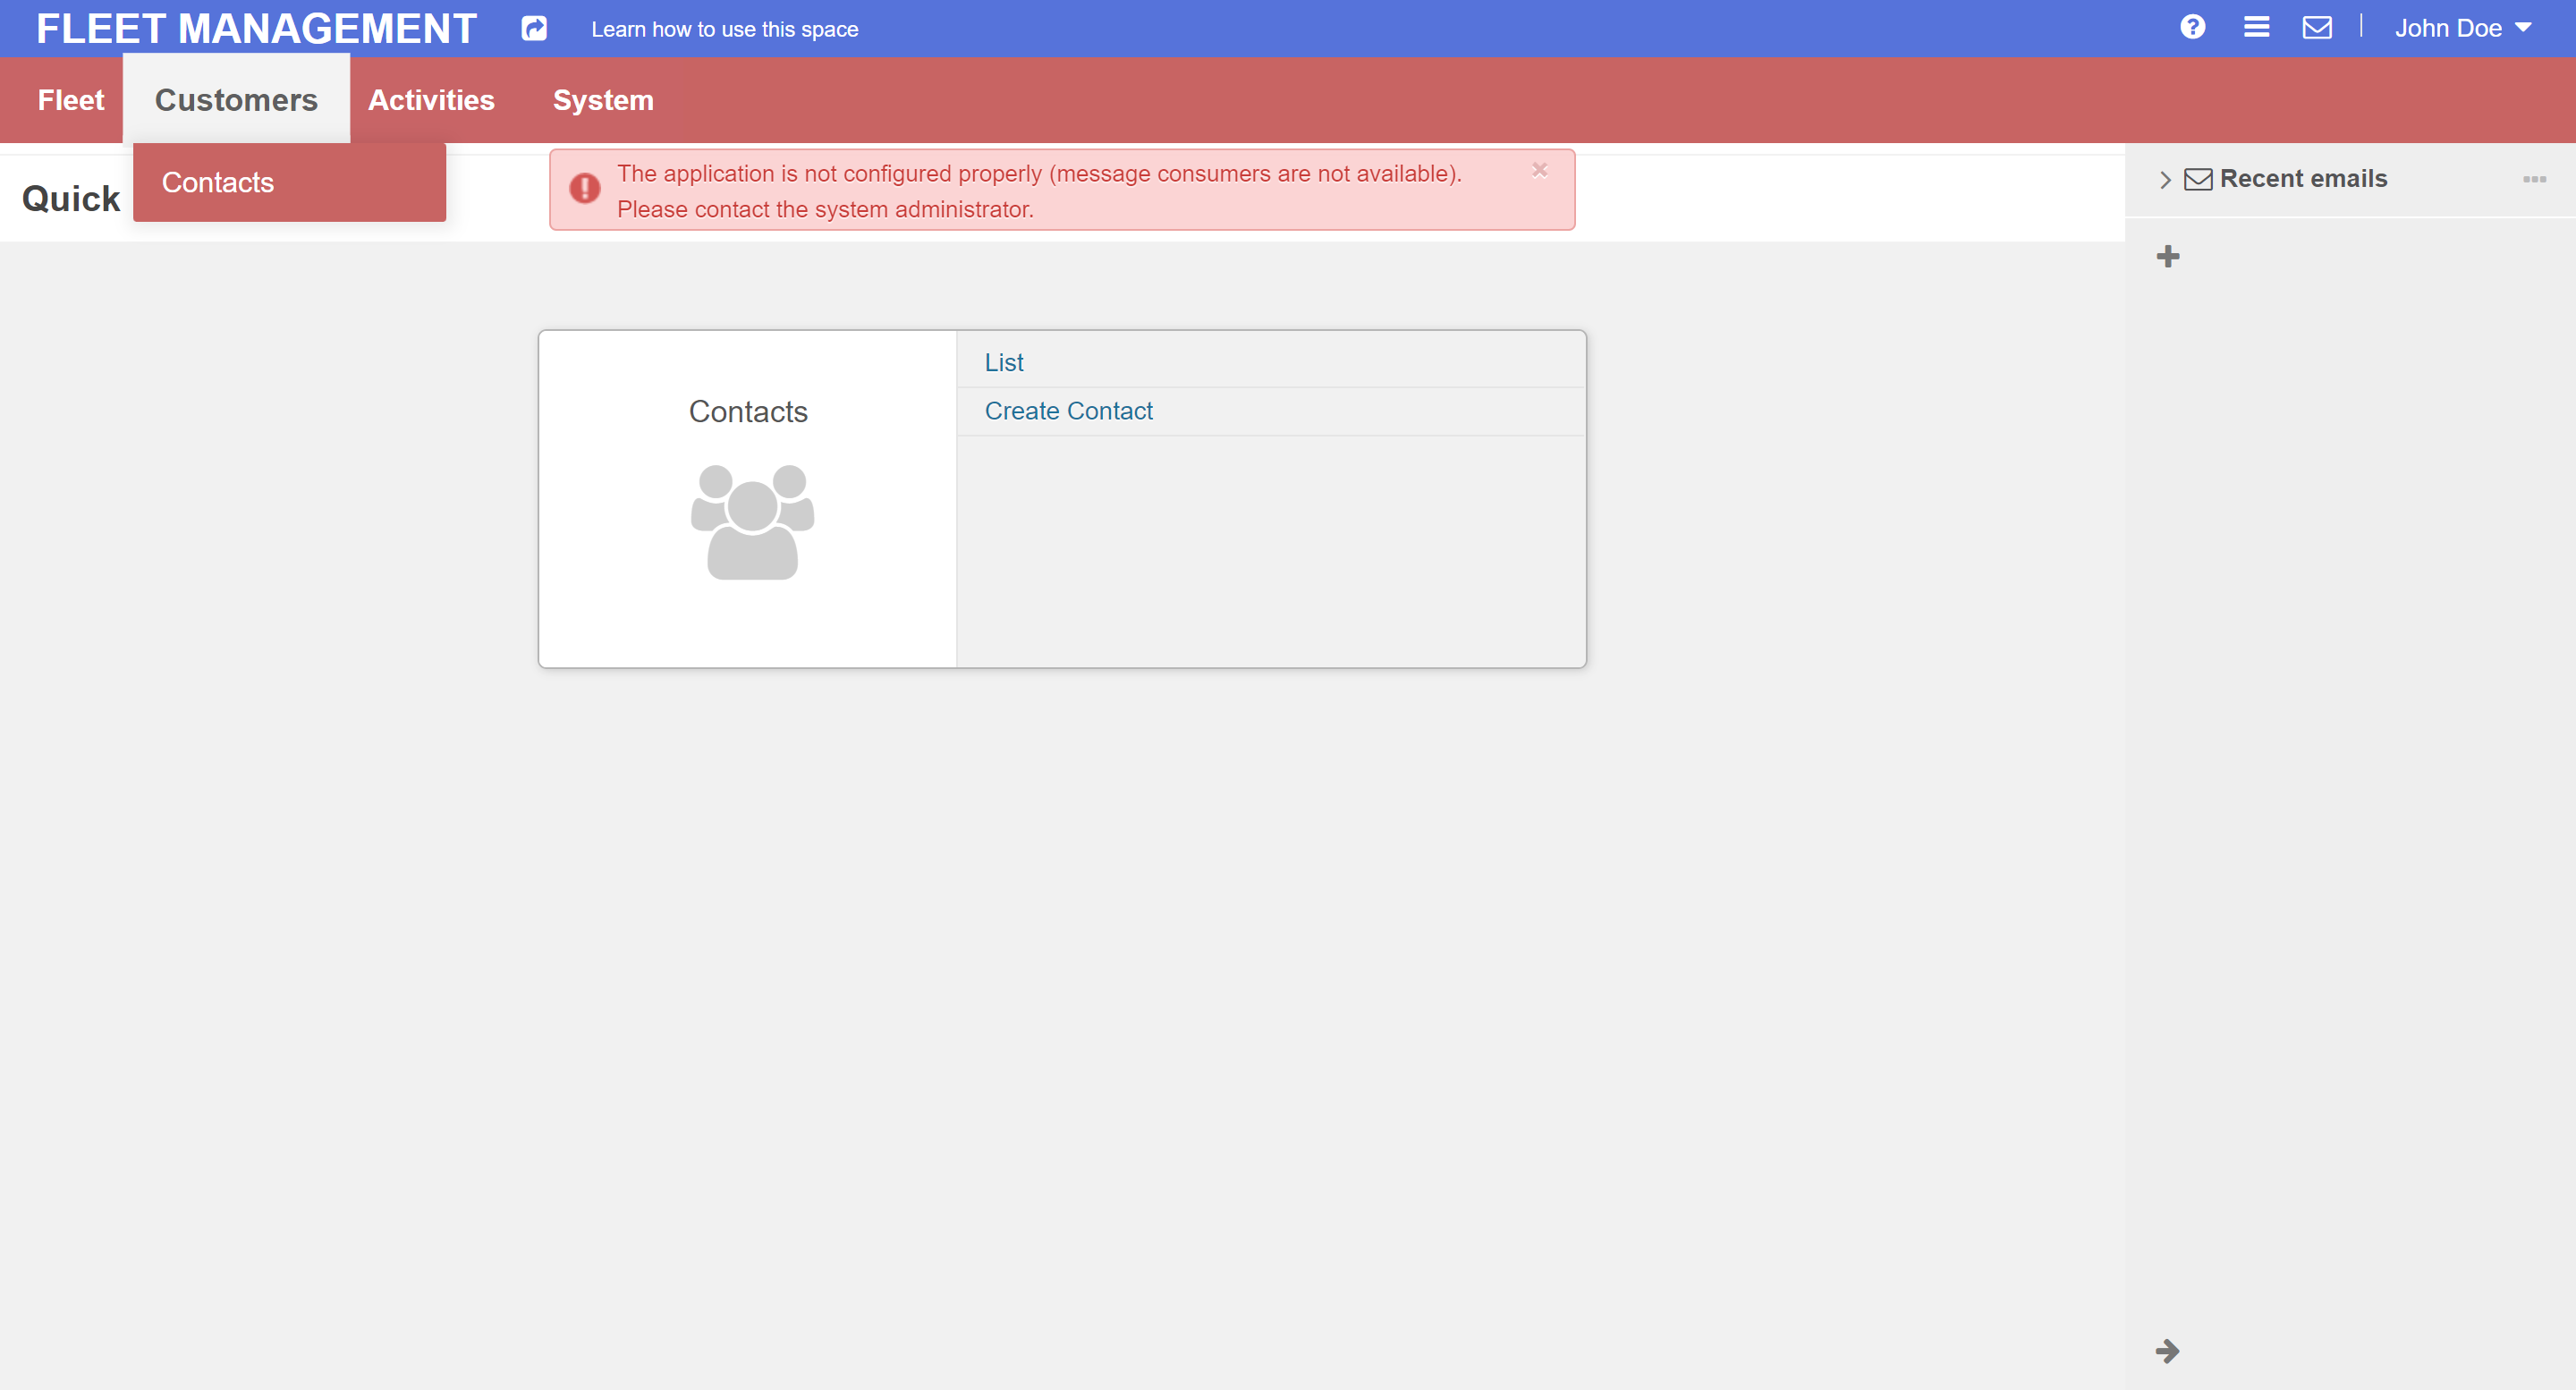 FLEET MANAGEMENT
Learn how to use this space
John Doe
Fleet
Customers
Activities
System
Contacts
Quick
The application is not configured properly (message consumers are not available).
Please contact the system administrator.
Recent emails
Contacts
List
Create Contact